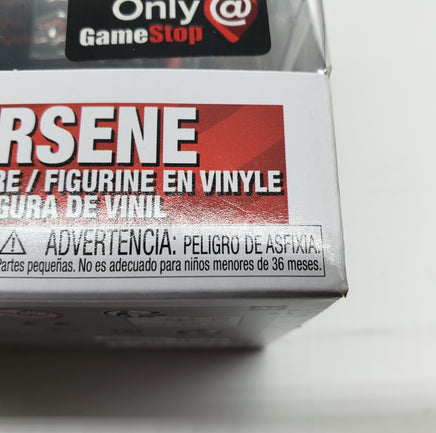 Only @
GameStop
RSENE
RE / FIGURINE EN VINYLE
GURA DE VINIL
⚠ ADVERTENCIA: PELIGRO DE ASFIXIA.
Partes pequeñas. No es adecuado para niños menores de 36 meses.